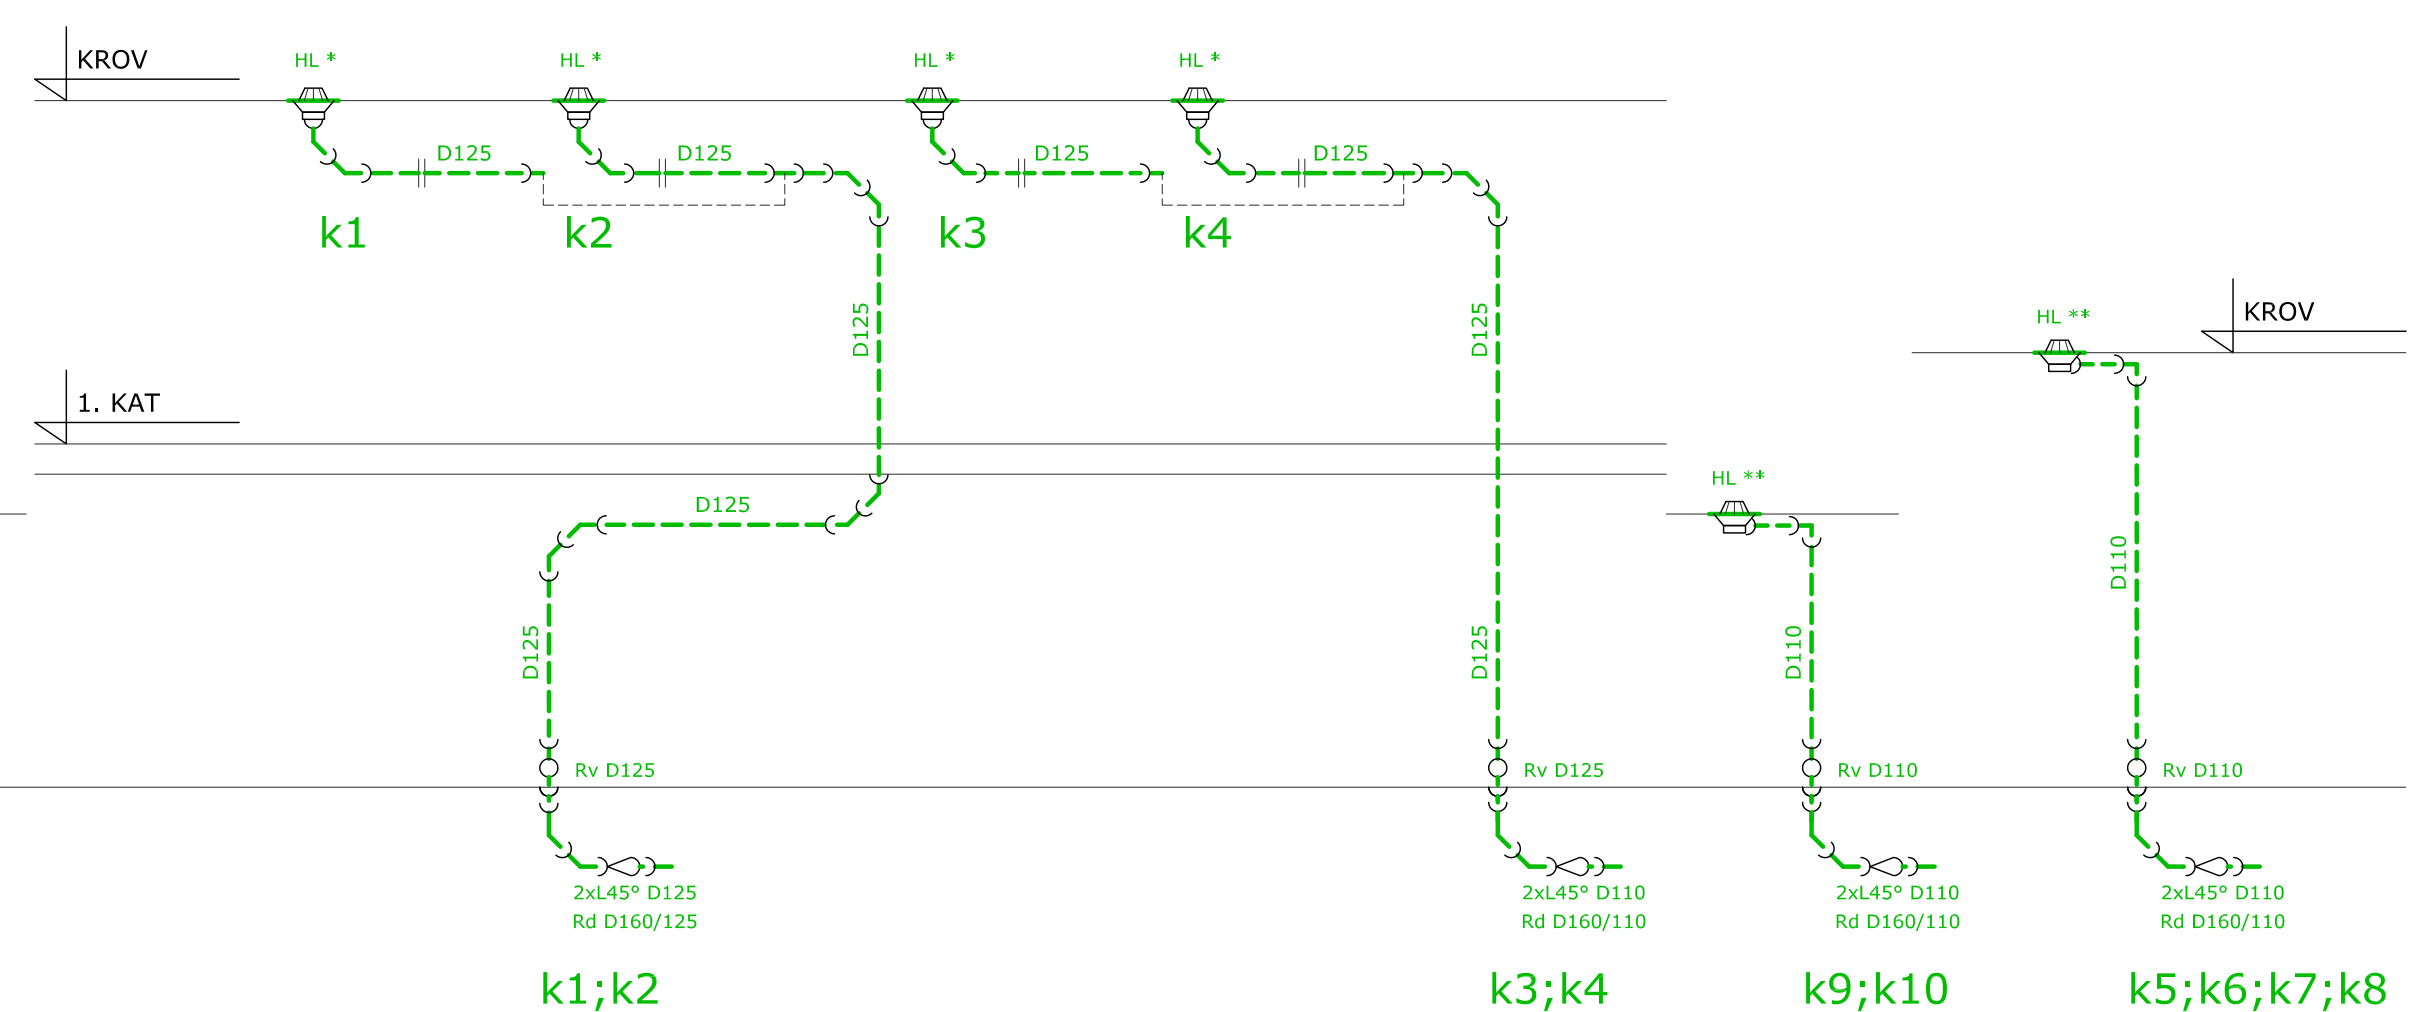 KROV
HL *
HL *
HL *
HL *
D125
D125
D125
D125
k1
k2
k3
k4
D125
D125
HL **
KROV
1. KAT
HL **
D125
D110
D125
D125
D110
Rv D125
Rv D125
Rv D110
Rv D110
2xL45° D125
Rd D160/125
2xL45° D110
Rd D160/110
2xL45° D110
Rd D160/110
2xL45° D110
Rd D160/110
k1;k2
k3;k4
k9;k10
k5;k6;k7;k8